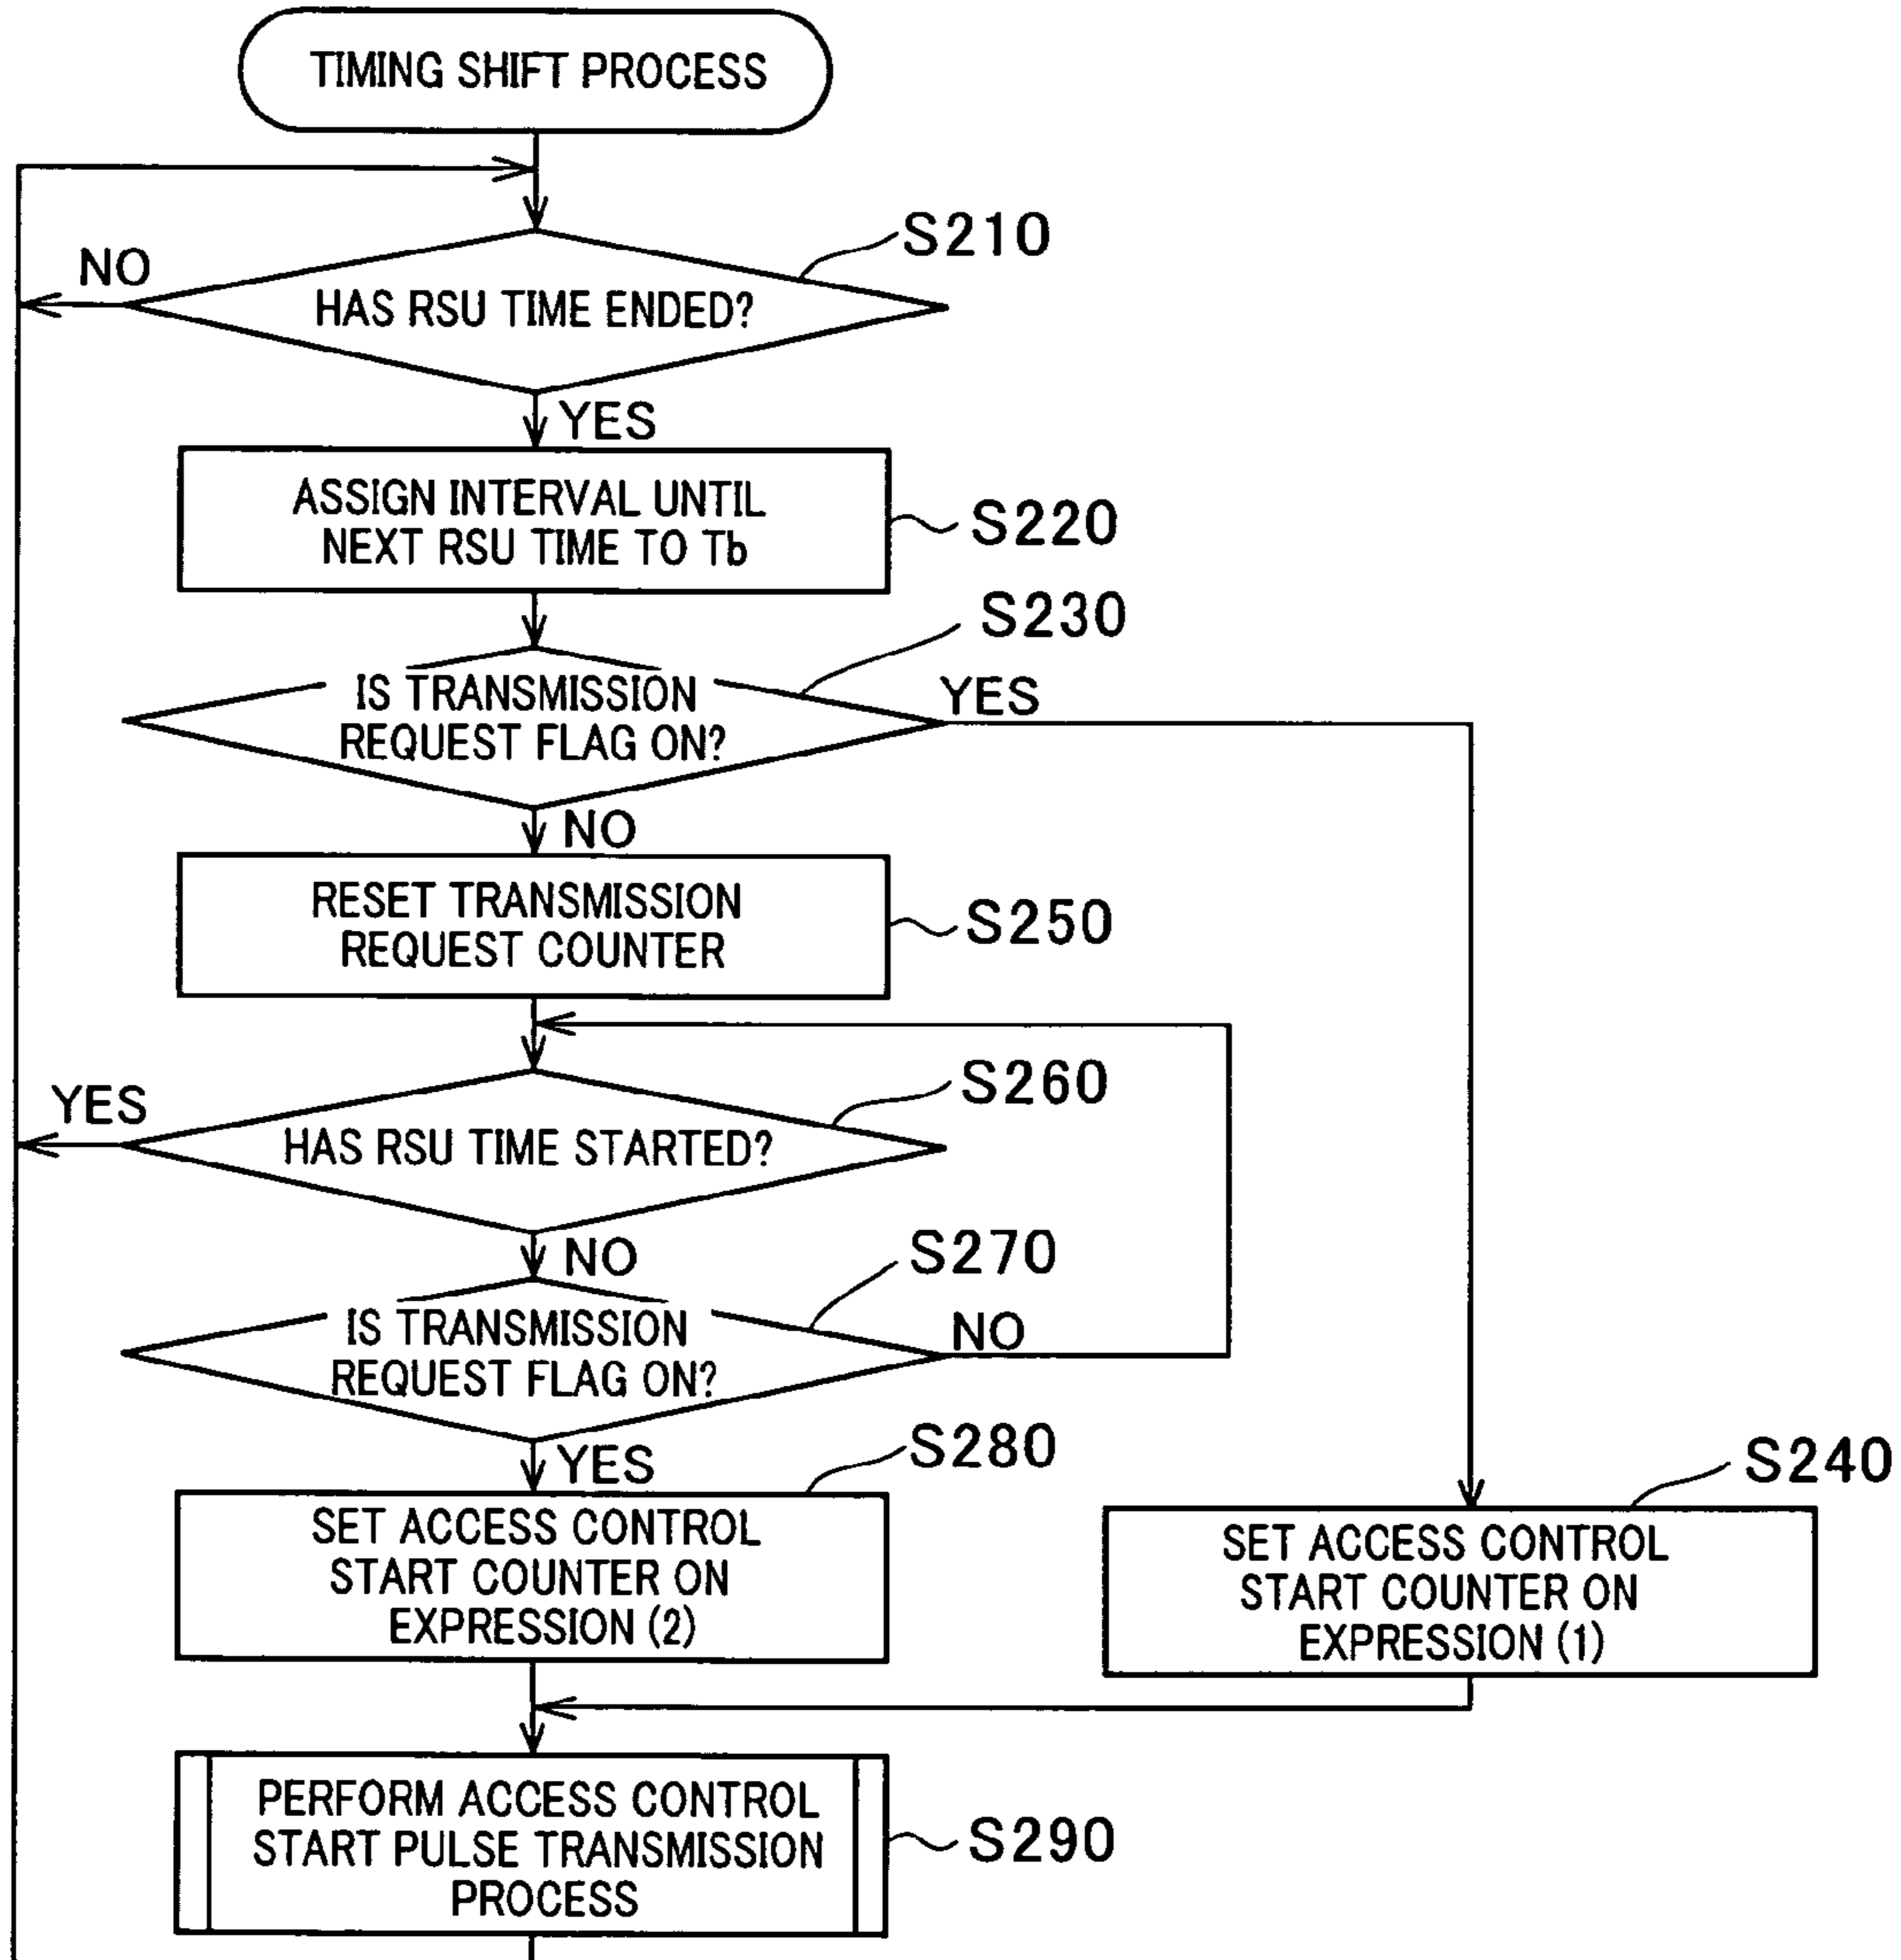 TIMING SHIFT PROCESS
S210
NO
HAS RSU TIME ENDED?
YES
ASSIGN INTERVAL UNTIL
NEXT RSU TIME TO Tb
S220
S230
IS TRANSMISSION
REQUEST FLAG ON?
YES
NO
RESET TRANSMISSION
REQUEST COUNTER
S250
S260
YES
HAS RSU TIME STARTED?
NO
S270
IS TRANSMISSION
REQUEST FLAG ON?
NO
YES
S280
SET ACCESS CONTROL
START COUNTER ON
EXPRESSION (2)
S240
SET ACCESS CONTROL
START COUNTER ON
EXPRESSION (1)
PERFORM ACCESS CONTROL
START PULSE TRANSMISSION
PROCESS
S290